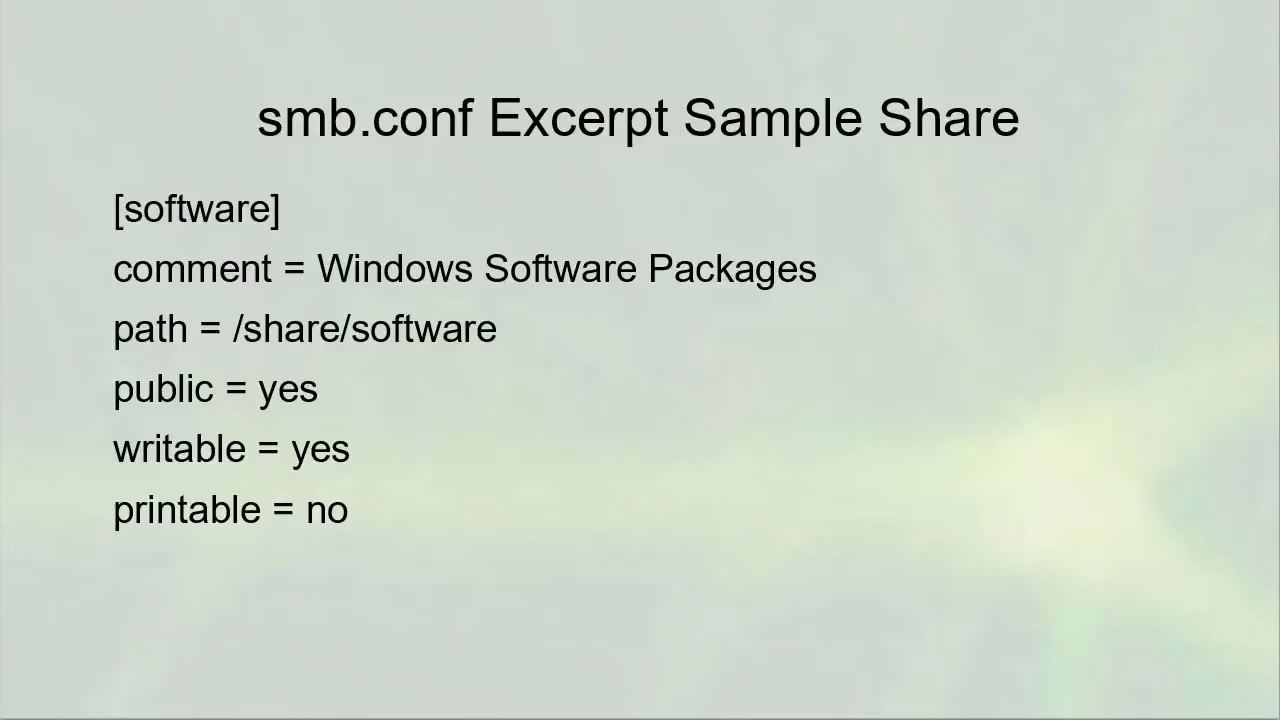 smb.conf Excerpt Sample Share
[software]
comment = Windows Software Packages
path = /share/software
public = yes
writable = yes
printable = no